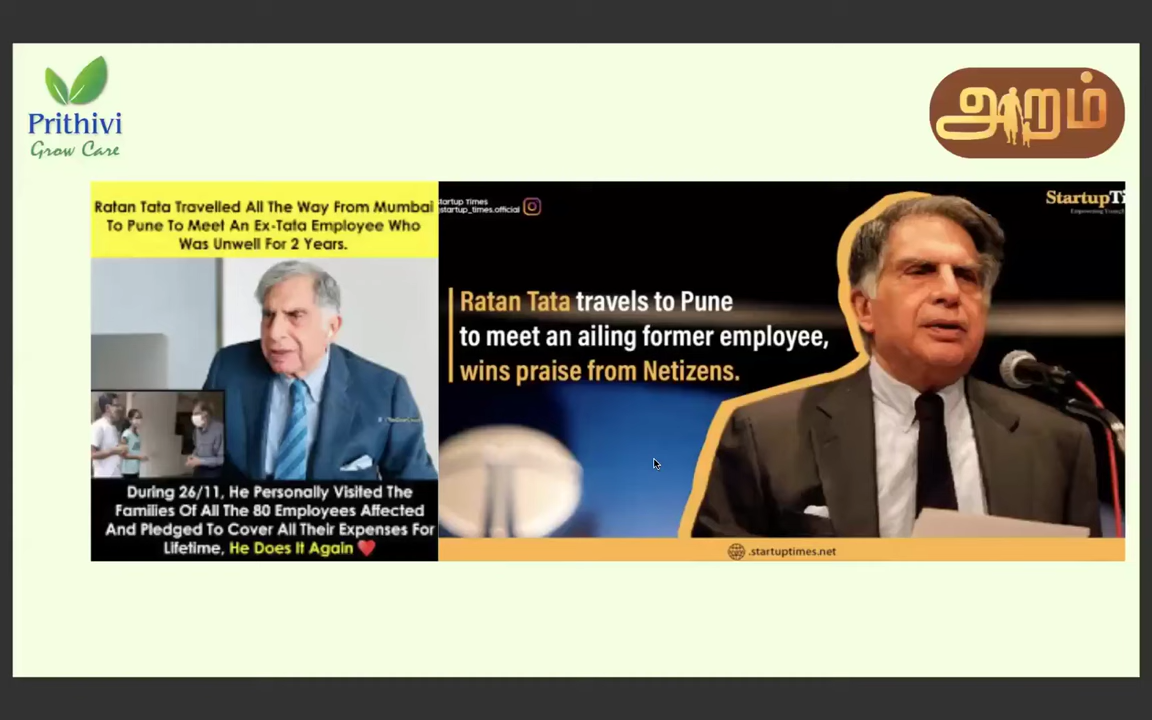 Prithivi
Grow Care
அறம்
Ratan Tata Travelled All The Way From Mumbai
To Pune To Meet An Ex-Tata Employee Who
Was Unwell For 2 Years.
During 26/11, He Personally Visited The
Families Of All The 80 Employees Affected
And Pledged To Cover All Their Expenses For
Lifetime, He Does It Again
startup Times
startup_times.official
StartupTi
Ratan Tata travels to Pune
to meet an ailing former employee,
wins praise from Netizens.
.startuptimes.net